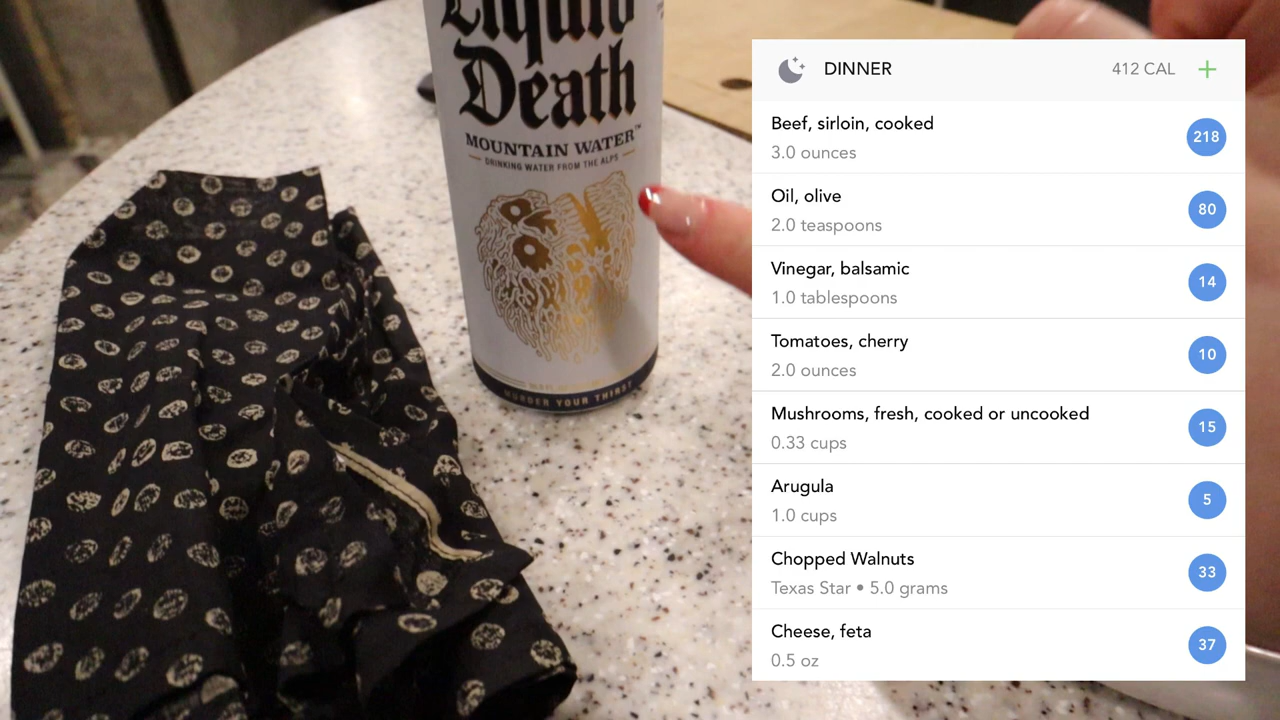 Liquid
Death
MOUNTAIN WATER™
DRINKING WATER FROM THE ALPS
MURDER YOUR THIRST
DINNER 412 CAL +
Beef, sirloin, cooked 218
3.0 ounces
Oil, olive 80
2.0 teaspoons
Vinegar, balsamic 14
1.0 tablespoons
Tomatoes, cherry 10
2.0 ounces
Mushrooms, fresh, cooked or uncooked 15
0.33 cups
Arugula 5
1.0 cups
Chopped Walnuts 33
Texas Star • 5.0 grams
Cheese, feta 37
0.5 oz